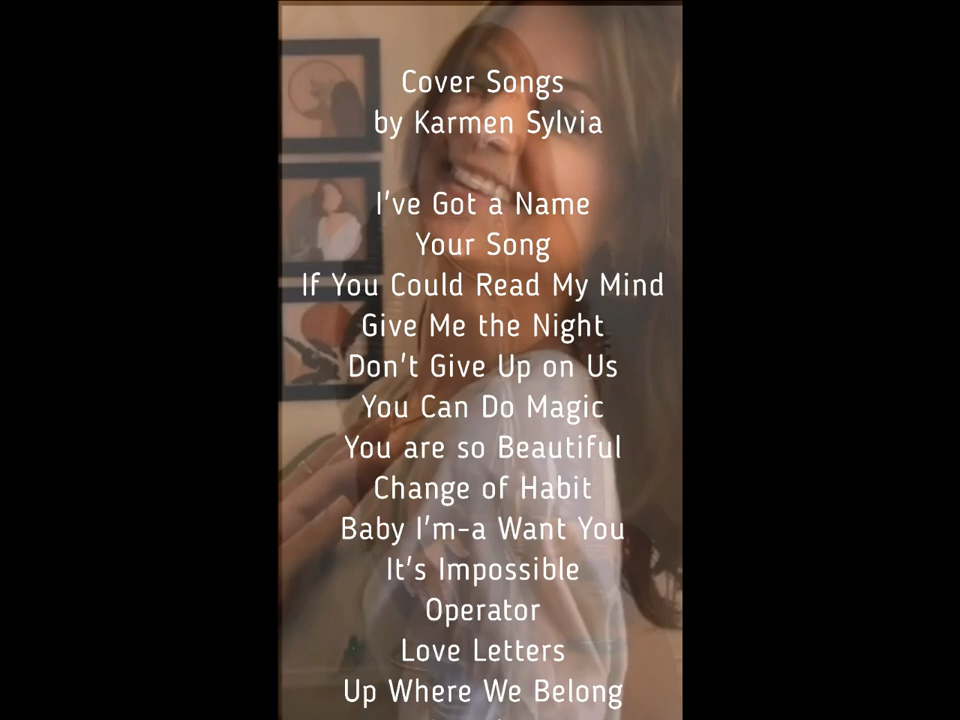 Cover Songs
by Karmen Sylvia
I've Got a Name
Your Song
If You Could Read My Mind
Give Me the Night
Don't Give Up on Us
You Can Do Magic
You are so Beautiful
Change of Habit
Baby I'm-a Want You
It's Impossible
Operator
Love Letters
Up Where We Belong